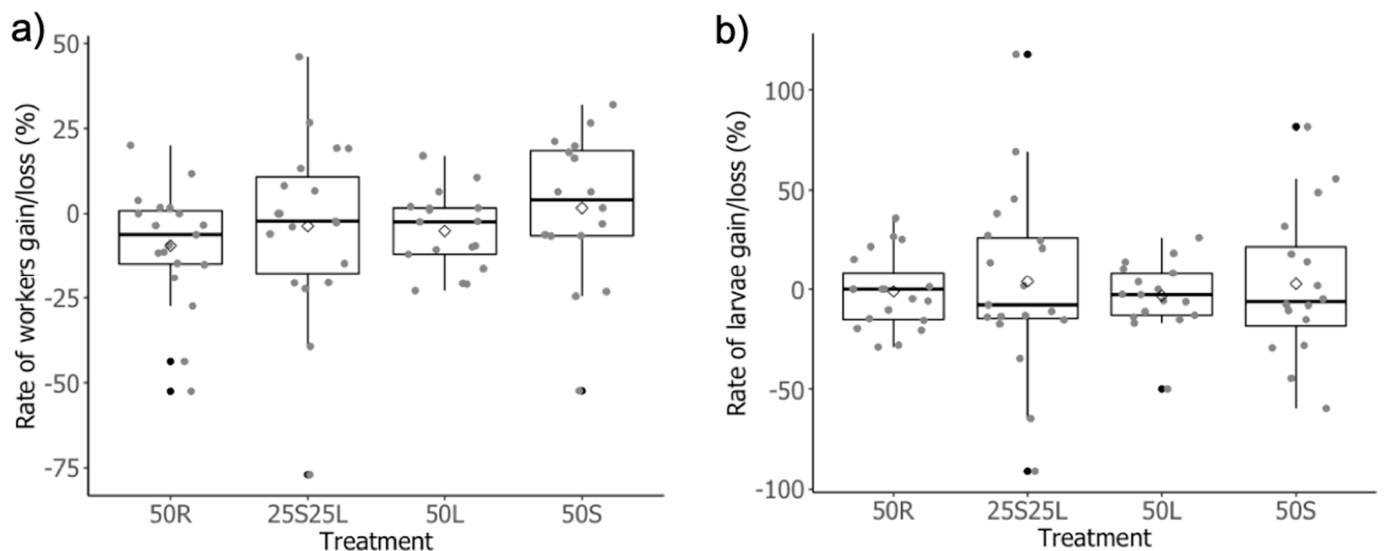 a)
Rate of workers gain/loss (%)
50
25
0
-25
-50
-75
50R 25S25L 50L 50S
Treatment
b)
Rate of larvae gain/loss (%)
100
50
0
-50
-100
50R 25S25L 50L 50S
Treatment